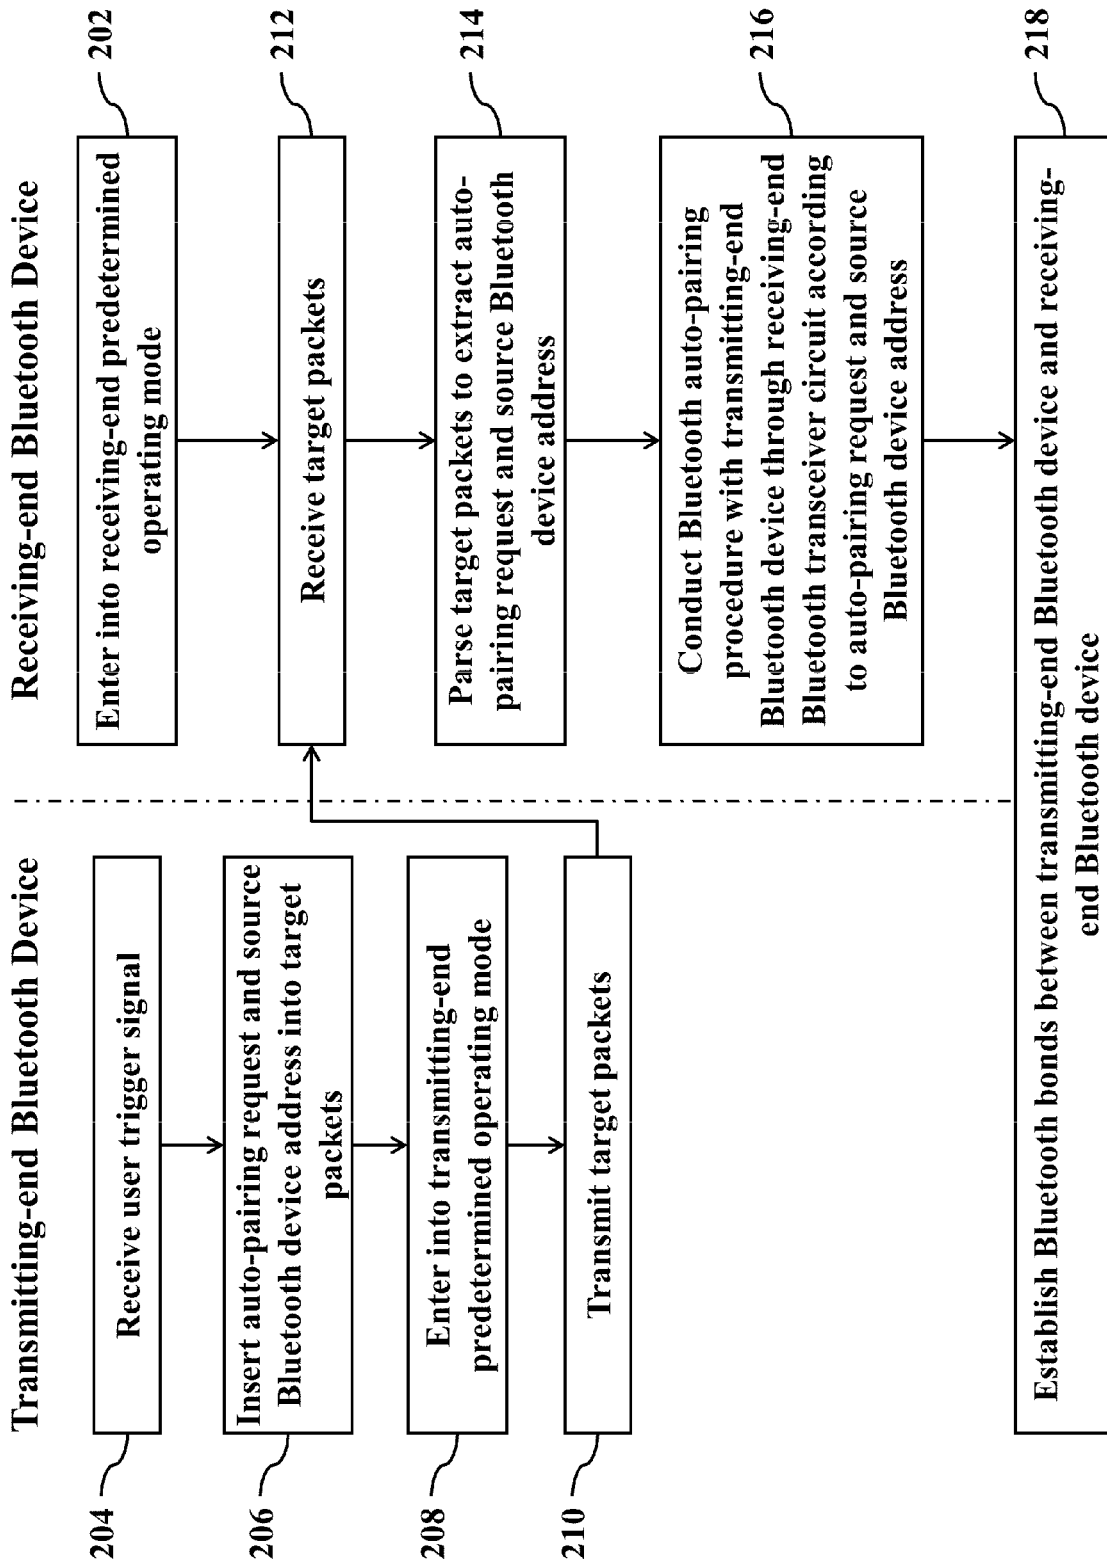 Transmitting-end Bluetooth Device
Receiving-end Bluetooth Device
204
Receive user trigger signal
206
Insert auto-pairing request and source
Bluetooth device address into target
packets
208
Enter into transmitting-end
predetermined operating mode
210
Transmit target packets
Enter into receiving-end predetermined
operating mode
202
Receive target packets
212
Parse target packets to extract auto-
pairing request and source Bluetooth
device address
214
Conduct Bluetooth auto-pairing
procedure with transmitting-end
Bluetooth device through receiving-end
Bluetooth transceiver circuit according
to auto-pairing request and source
Bluetooth device address
216
Establish Bluetooth bonds between transmitting-end Bluetooth device and receiving-
end Bluetooth device
218